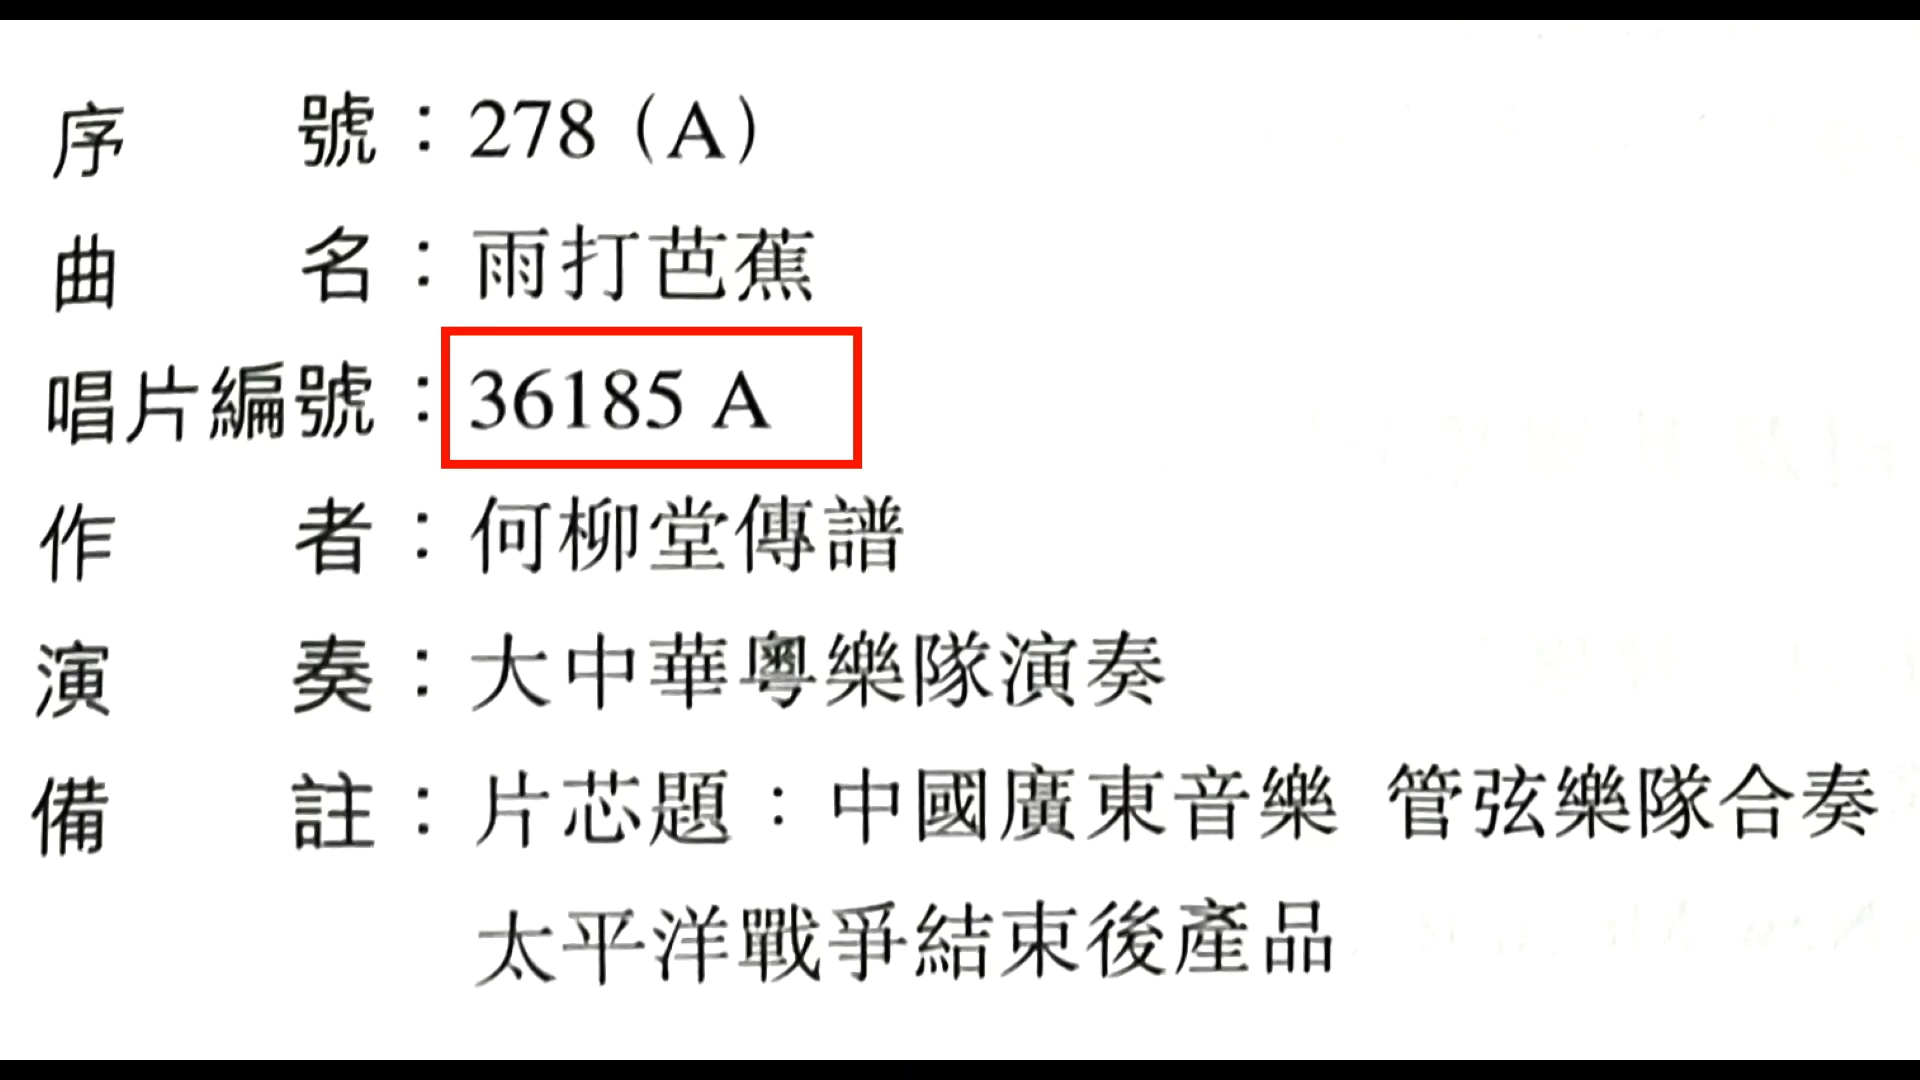 序號：278（A）
曲名：雨打芭蕉
唱片編號：36185 A
作者：何柳堂傳譜
演奏：大中華粵樂隊演奏
備註：片芯題：中國廣東音樂 管弦樂隊合奏
太平洋戰爭結束後產品